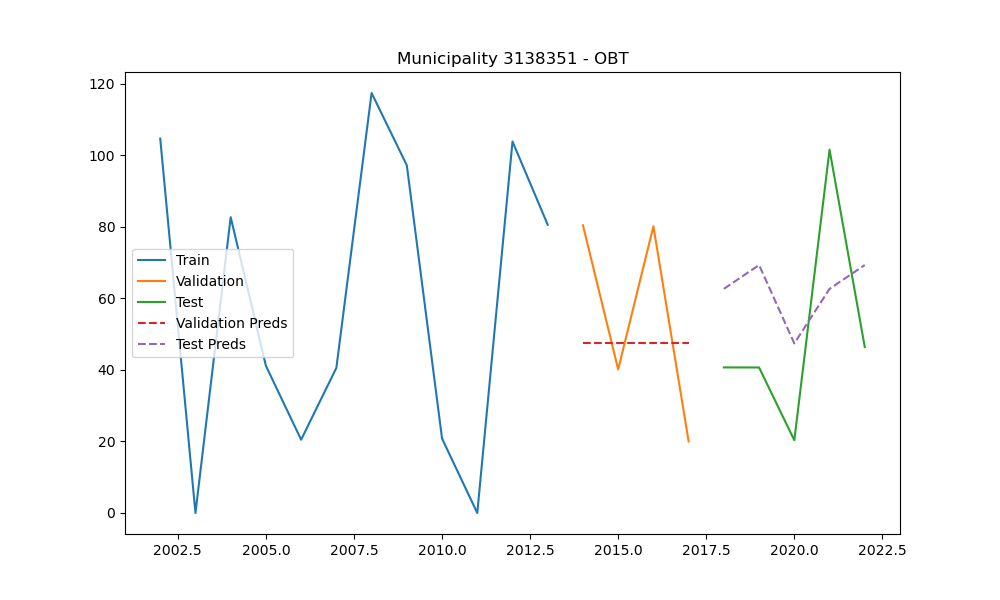 Municipality 3138351 - OBT
120
100
80
60
40
20
0
Train
Validation
Test
Validation Preds
Test Preds
2002.5 2005.0 2007.5 2010.0 2012.5 2015.0 2017.5 2020.0 2022.5